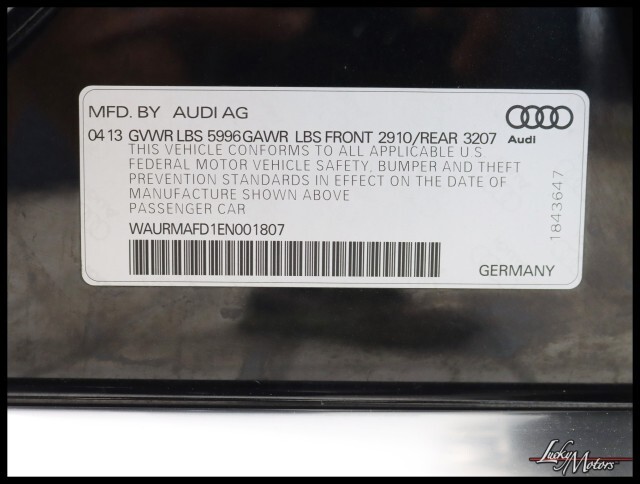 MFD. BY AUDI AG
0413 GVWR LBS 5996 GAWR LBS FRONT 2910/REAR 3207
Audi
THIS VEHICLE CONFORMS TO ALL APPLICABLE U.S
FEDERAL MOTOR VEHICLE SAFETY, BUMPER AND THEFT
PREVENTION STANDARDS IN EFFECT ON THE DATE OF
MANUFACTURE SHOWN ABOVE
PASSENGER CAR
WAURMAFD1EN001807
1843647
GERMANY
Lucky Motors